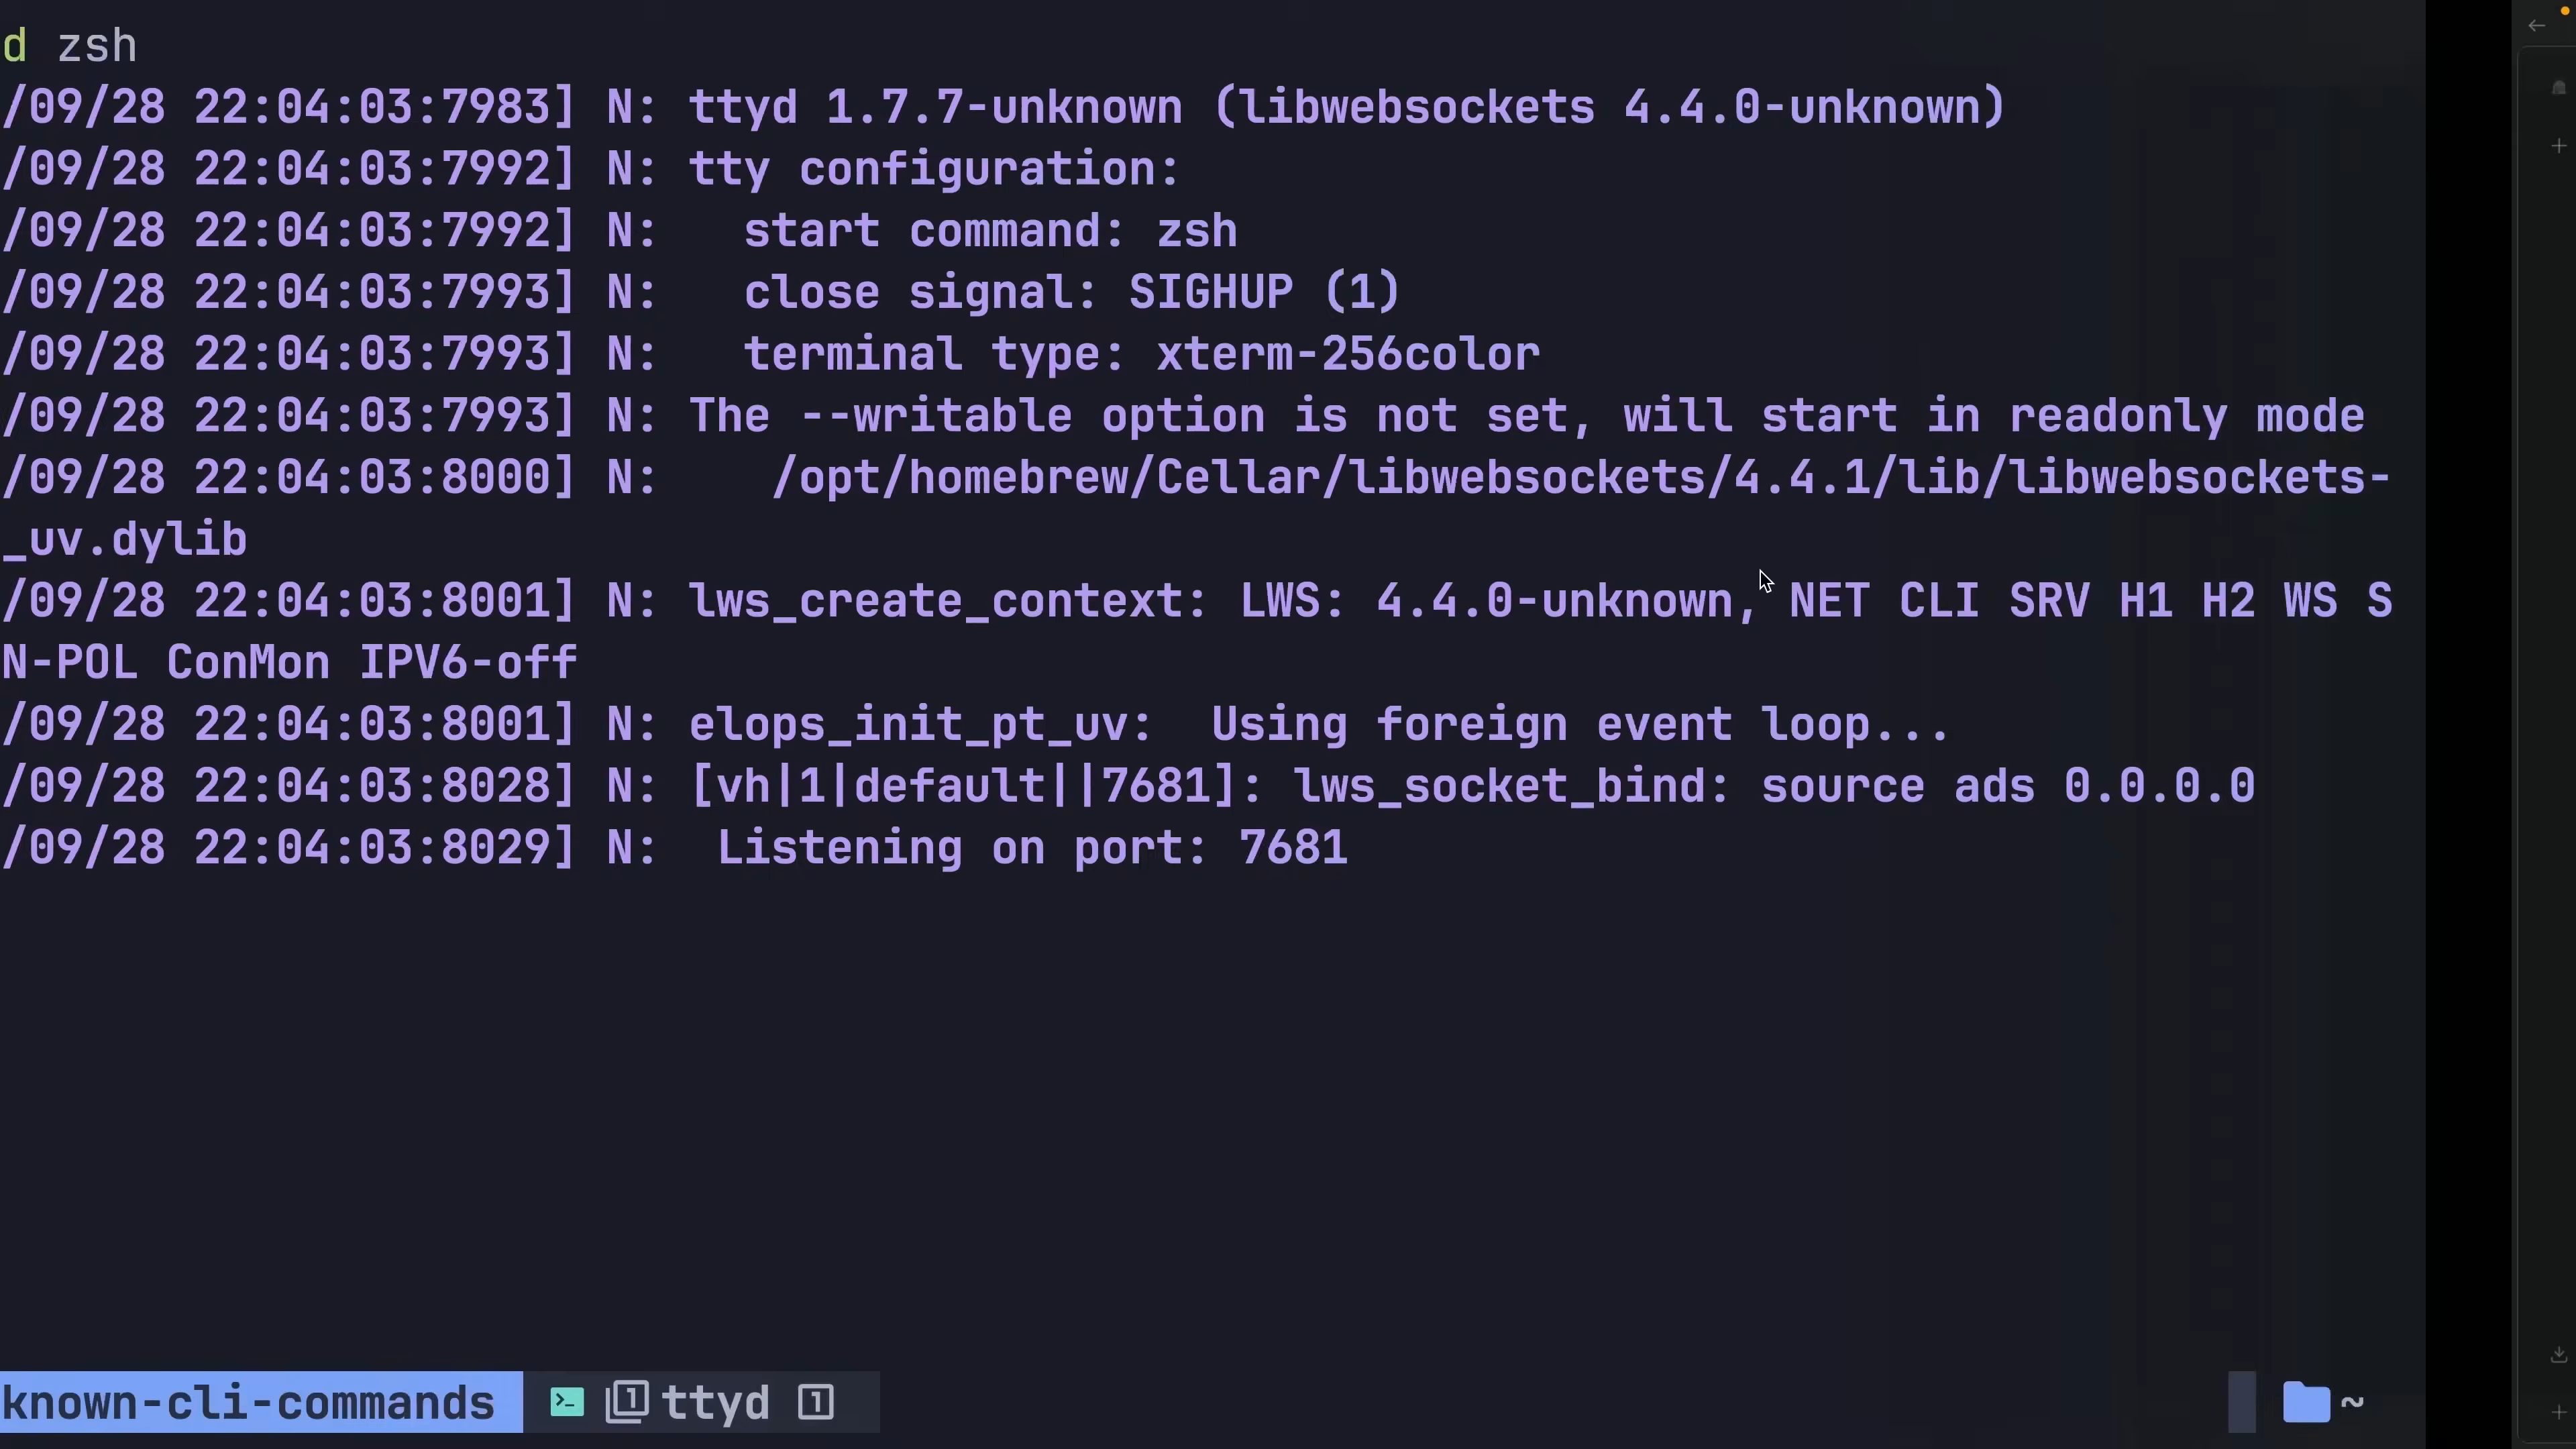 d zsh
/09/28 22:04:03:7983] N: ttyd 1.7.7-unknown (libwebsockets 4.4.0-unknown)
/09/28 22:04:03:7992] N: tty configuration:
/09/28 22:04:03:7992] N:   start command: zsh
/09/28 22:04:03:7993] N:   close signal: SIGHUP (1)
/09/28 22:04:03:7993] N:   terminal type: xterm-256color
/09/28 22:04:03:7993] N: The --writable option is not set, will start in readonly mode
/09/28 22:04:03:8000] N:    /opt/homebrew/Cellar/libwebsockets/4.4.1/lib/libwebsockets-
_uv.dylib
/09/28 22:04:03:8001] N: lws_create_context: LWS: 4.4.0-unknown, NET CLI SRV H1 H2 WS S
N-POL ConMon IPV6-off
/09/28 22:04:03:8001] N: elops_init_pt_uv:  Using foreign event loop...
/09/28 22:04:03:8028] N: [vh|1|default||7681]: lws_socket_bind: source ads 0.0.0.0
/09/28 22:04:03:8029] N:  Listening on port: 7681
known-cli-commands 1 ttyd 1 ~